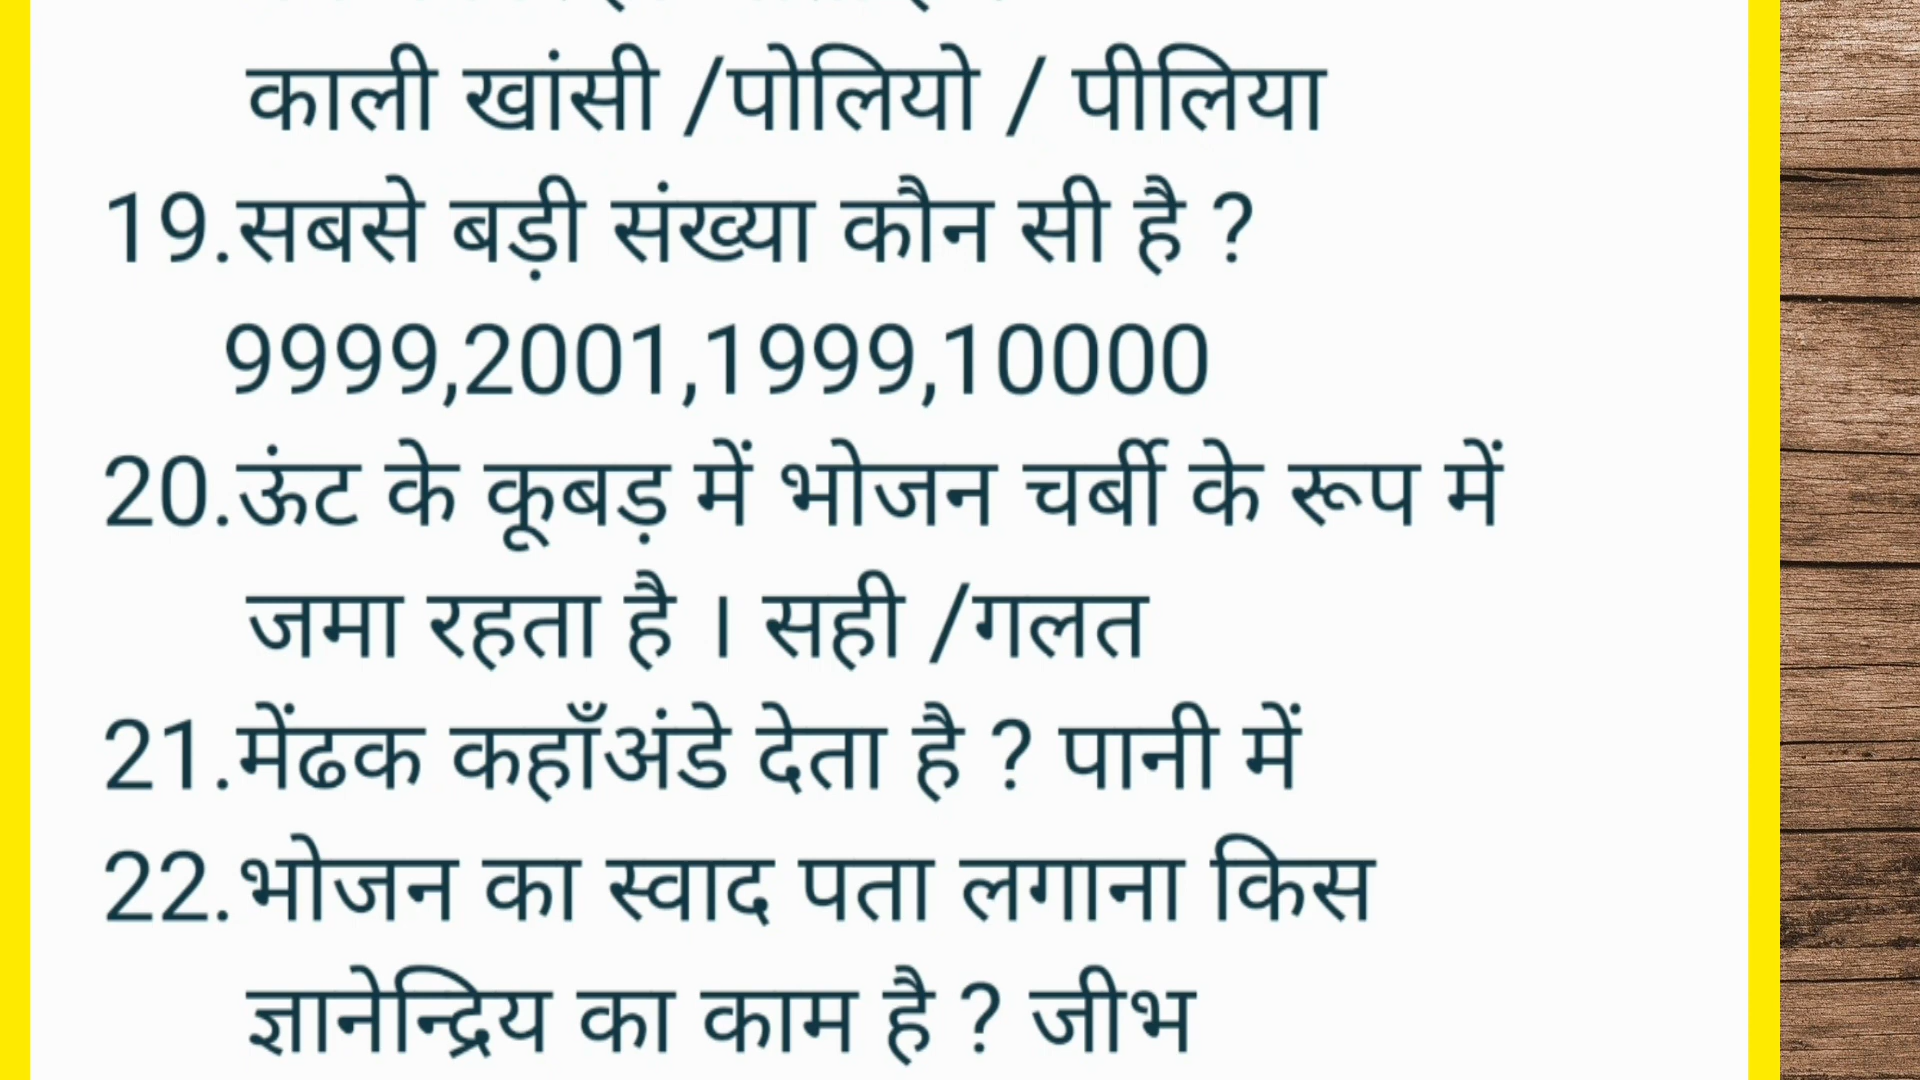 काली खांसी /पोलियो / पीलिया
19.सबसे बड़ी संख्या कौन सी है ?
9999,2001,1999,10000
20.ऊंट के कूबड़ में भोजन चर्बी के रूप में
जमा रहता है । सही /गलत
21.मेंढक कहाँअंडे देता है ? पानी में
22.भोजन का स्वाद पता लगाना किस
ज्ञानेन्द्रिय का काम है ? जीभ